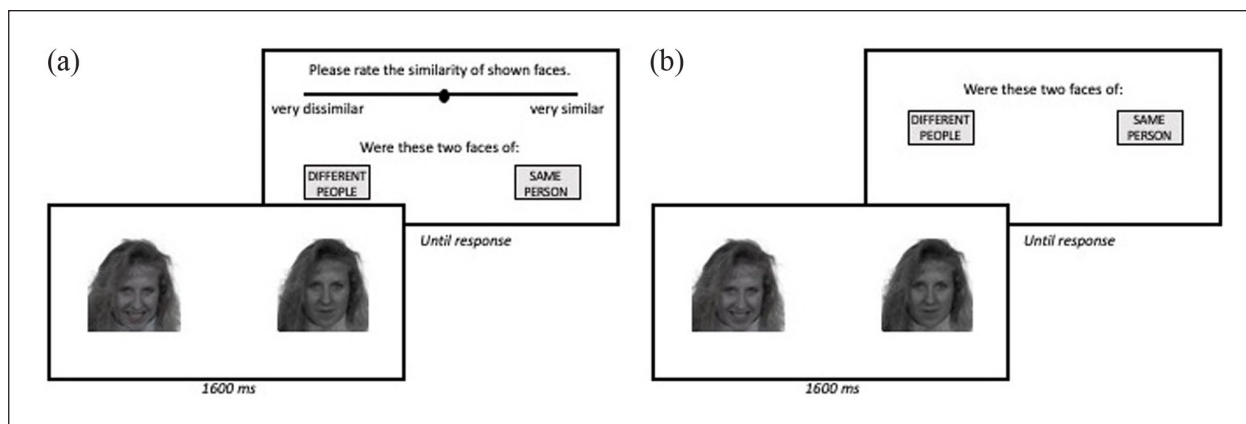 (a)
Please rate the similarity of shown faces.
very dissimilar
very similar
Were these two faces of:
DIFFERENT
PEOPLE
SAME
PERSON
Until response
1600 ms
(b)
Were these two faces of:
DIFFERENT
PEOPLE
SAME
PERSON
Until response
1600 ms